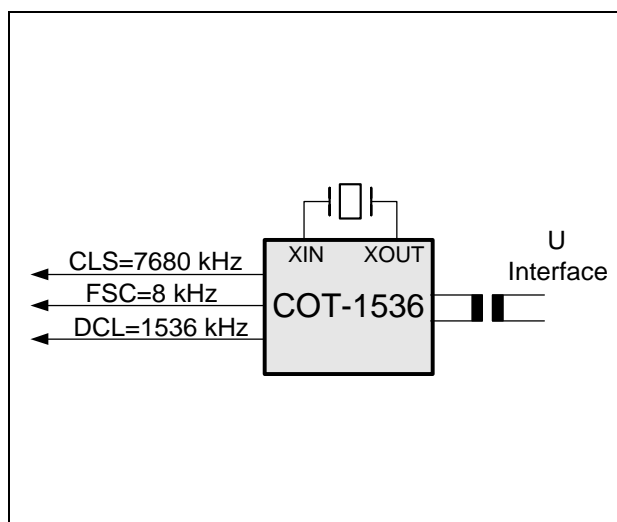 XIN XOUT
U
Interface
CLS=7680 kHz
FSC=8 kHz
COT-1536
DCL=1536 kHz